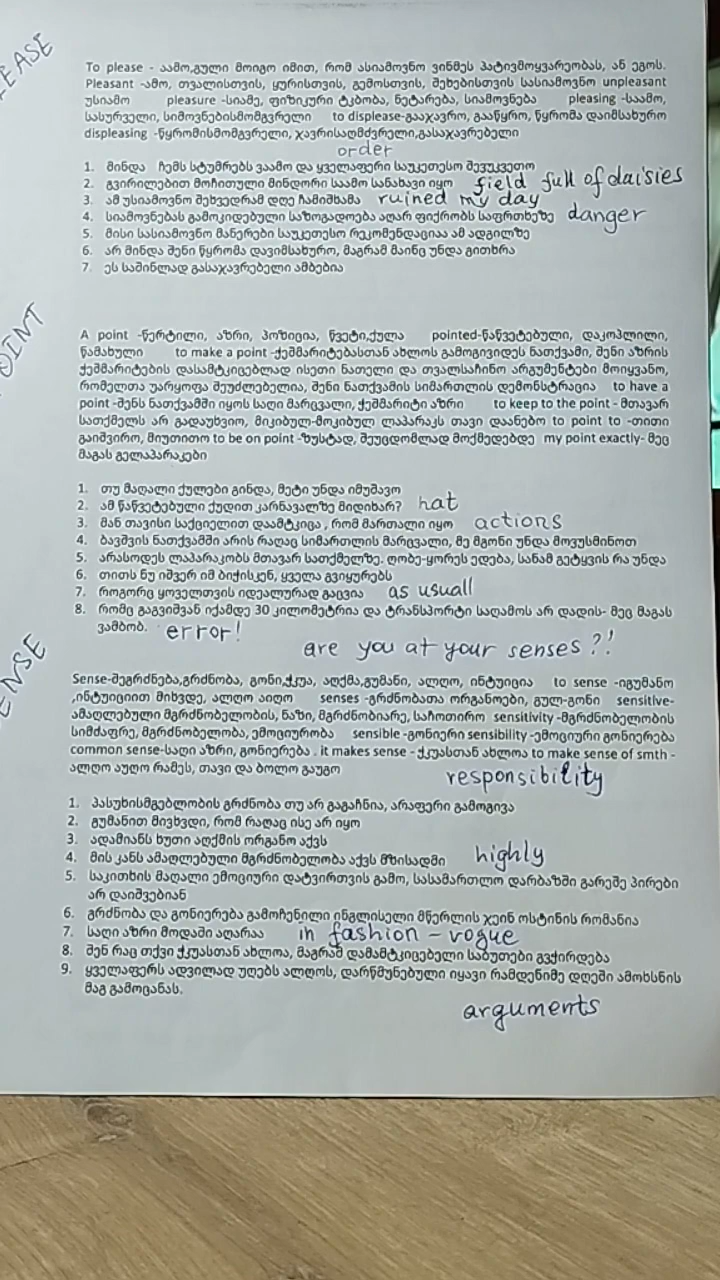 EASE
To please - აამო,გული მოიგო იმით, რომ ასიამოვნო ვინმეს პატივმოყვარეობას, ან ეგოს.
Pleasant -ამო, თვალისთვის, ყურისთვის, გემოსთვის, შეხებისთვის სასიამოვნო unpleasant
უსიამო pleasure -სიამე, ფიზიკური ტკბობა, ნეტარება, სიამოვნება pleasing -საამო,
სასურველი, სიმოვნებისმომგვრელი to displease-გააჯავრო, გააწყრო, წყრომა დაიმსახურო
displeasing -წყრომისმომგვრელი, ჯავრისაღმძვრელი,გასაჯავრებელი
order
1. მინდა ჩემს სტუმრებს ვაამო და ყველაფერი საუკეთესო შევუკვეთო
2. გვირილებით მოჩითული მინდორი საამო სანახავი იყო field full of daisies
3. ამ უსიამოვნო შეხვედრამ დღე ჩამიშხამა ruined my day
4. სიამოვნებას გამოკიდებული საზოგადოება აღარ ფიქრობს საფრთხეზე danger
5. მისი სასიამოვნო მანერები საუკეთესო რეკომენდაციაა ამ ადგილზე
6. არ მინდა შენი წყრომა დავიმსახურო, მაგრამ მაინც უნდა გითხრა
7. ეს საშინლად გასაჯავრებელი ამბებია
OINT
A point -წერტილი, აზრი, პოზიცია, წვეტი,ქულა pointed-წაწვეტებული, დაკოპლილი,
წამახული to make a point -ჭეშმარიტებასთან ახლოს გამოგივიდეს ნათქვამი, შენი აზრის
ჭეშმარიტების დასამტკიცებლად ისეთი ნათელი და თვალსაჩინო არგუმენტები მოიყვანო,
რომელთა უარყოფა შეუძლებელია, შენი ნათქვამის სიმართლის დემონსტრაცია to have a
point -შენს ნათქვამში იყოს საღი მარცვალი, ჭეშმარიტი აზრი to keep to the point - მთავარ
სათქმელს არ გადაუხვიო, მიკიბულ-მოკიბულ ლაპარაკს თავი დაანებო to point to -თითი
გაიშვირო, მიუთითო to be on point -ზუსტად, შეუცდომლად მოქმედებდე my point exactly- მეც
მაგას გელაპარაკები
1. თუ მაღალი ქულები გინდა, მეტი უნდა იმუშავო
2. ამ წაწვეტებული ქუდით კარნავალზე მიდიხარ? hat
3. მან თავისი საქციელით დაამტკიცა , რომ მართალი იყო actions
4. ბავშვის ნათქვამში არის რაღაც სიმართლის მარცვალი, მე მგონი უნდა მოვუსმინოთ
5. არასოდეს ლაპარაკობს მთავარ სათქმელზე. ღობე-ყორეს ედება, სანამ გეტყვის რა უნდა
6. თითს ნუ იშვერ იმ ბიჭისკენ, ყველა გვიყურებს
7. როგორც ყოველთვის იდეალურად გაცვია as usuall
8. რომც გაგვიშვან იქამდე 30 კილომეტრია და ტრანსპორტი საღამოს არ დადის- მეც მაგას
ვამბობ. error!
are you at your senses ?!
ENSE
Sense-შეგრძნება,გრძნობა, გონი,ჭკუა, აღქმა,გუმანი, ალღო, ინტუიცია to sense -იგუმანო
,ინტუიციით მიხვდე, ალღო აიღო senses -გრძნობათა ორგანოები, გულ-გონი sensitive-
ამაღლებული მგრძნობელობის, ნაზი, მგრძნობიარე, საჩოთირო sensitivity -მგრძნობელობის
სიმძაფრე, მგრძნობელობა, ემოციურობა sensible -გონიერი sensibility -ემოციური გონიერება
common sense-საღი აზრი, გონიერება . it makes sense - ჭკუასთან ახლოა to make sense of smth -
ალღო აუღო რამეს, თავი და ბოლო გაუგო
responsibility
1. პასუხისმგებლობის გრძნობა თუ არ გაგაჩნია, არაფერი გამოგივა
2. გუმანით მივხვდი, რომ რაღაც ისე არ იყო
3. ადამიანს ხუთი აღქმის ორგანო აქვს
4. მის კანს ამაღლებული მგრძნობელობა აქვს მზისადმი highly
5. საკითხის მაღალი ემოციური დატვირთვის გამო, სასამართლო დარბაზში გარეშე პირები
არ დაიშვებიან
6. გრძნობა და გონიერება გამოჩენილი ინგლისელი მწერლის ჯეინ ოსტინის რომანია
7. საღი აზრი მოდაში აღარაა in fashion - vogue
8. შენ რაც თქვი ჭკუასთან ახლოა, მაგრამ დამამტკიცებელი საბუთები გვჭირდება
9. ყველაფერს ადვილად უღებს ალღოს, დარწმუნებული იყავი რამდენიმე დღეში ამოხსნის
მაგ გამოცანას.
arguments